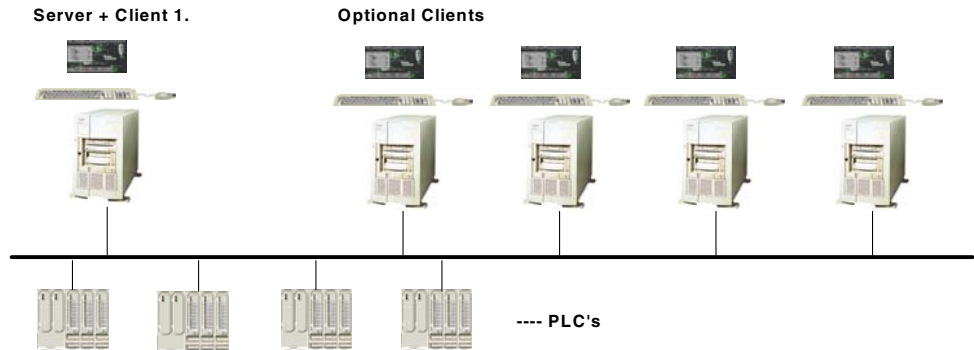 Server + Client 1.
Optional Clients
---- PLC's